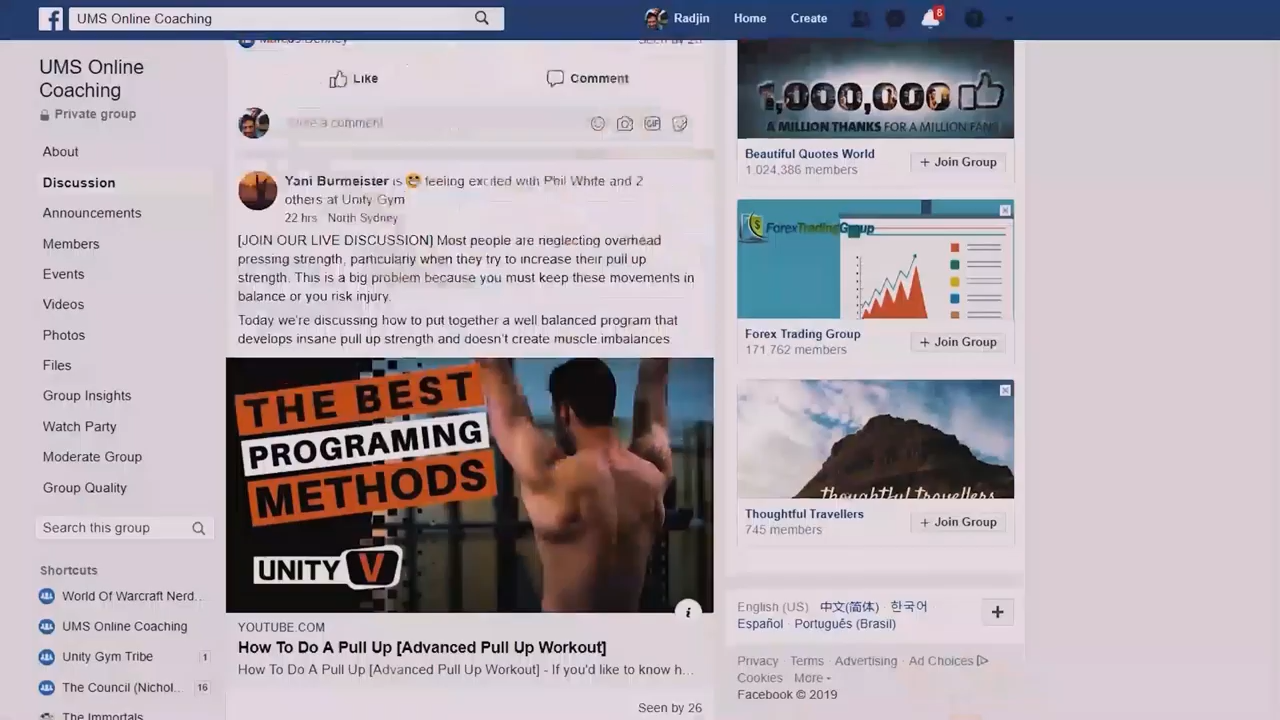 UMS Online Coaching
Radjin
Home
Create
8
UMS Online
Coaching
Private group
About
Discussion
Announcements
Members
Events
Videos
Photos
Files
Group Insights
Watch Party
Moderate Group
Group Quality
Search this group
Shortcuts
World Of Warcraft Nerd...
UMS Online Coaching
Unity Gym Tribe 1
The Council (Nichol... 16
The Immortals
Seen by
Like
Comment
Write a comment
GIF
Yani Burmeister is feeling excited with Phil White and 2
others at Unity Gym
22 hrs · North Sydney
[JOIN OUR LIVE DISCUSSION] Most people are neglecting overhead
pressing strength, particularly when they try to increase their pull up
strength. This is a big problem because you must keep these movements in
balance or you risk injury.
Today we're discussing how to put together a well balanced program that
develops insane pull up strength and doesn't create muscle imbalances
THE BEST
PROGRAMING
METHODS
UNITY V
YOUTUBE.COM
How To Do A Pull Up [Advanced Pull Up Workout]
How To Do A Pull Up [Advanced Pull Up Workout] - If you'd like to know h...
Seen by 26
1,000,000
A MILLION THANKS FOR A MILLION FANS
Beautiful Quotes World
1,024,386 members
+ Join Group
ForexTradingGroup
Forex Trading Group
171 762 members
+ Join Group
thoughtful travellers
Thoughtful Travellers
745 members
+ Join Group
English (US) · 中文(简体) · 한국어
Español · Português (Brasil)
Privacy · Terms · Advertising · Ad Choices
Cookies · More
Facebook © 2019